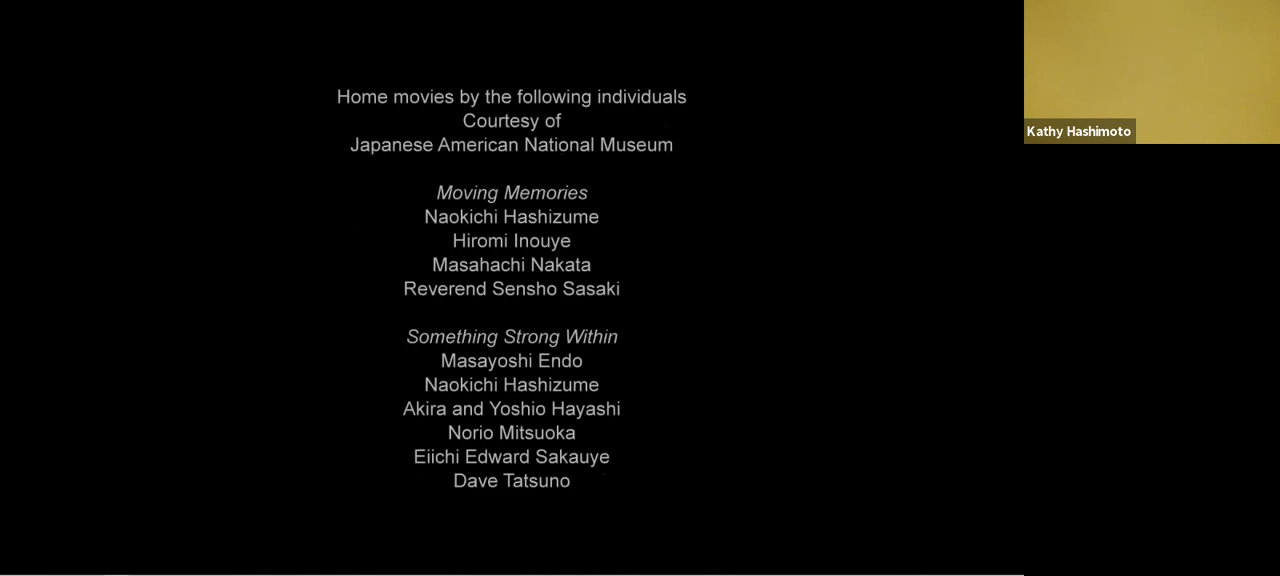 Home movies by the following individuals
Courtesy of
Japanese American National Museum
Moving Memories
Naokichi Hashizume
Hiromi Inouye
Masahachi Nakata
Reverend Sensho Sasaki
Something Strong Within
Masayoshi Endo
Naokichi Hashizume
Akira and Yoshio Hayashi
Norio Mitsuoka
Eiichi Edward Sakauye
Dave Tatsuno
Kathy Hashimoto